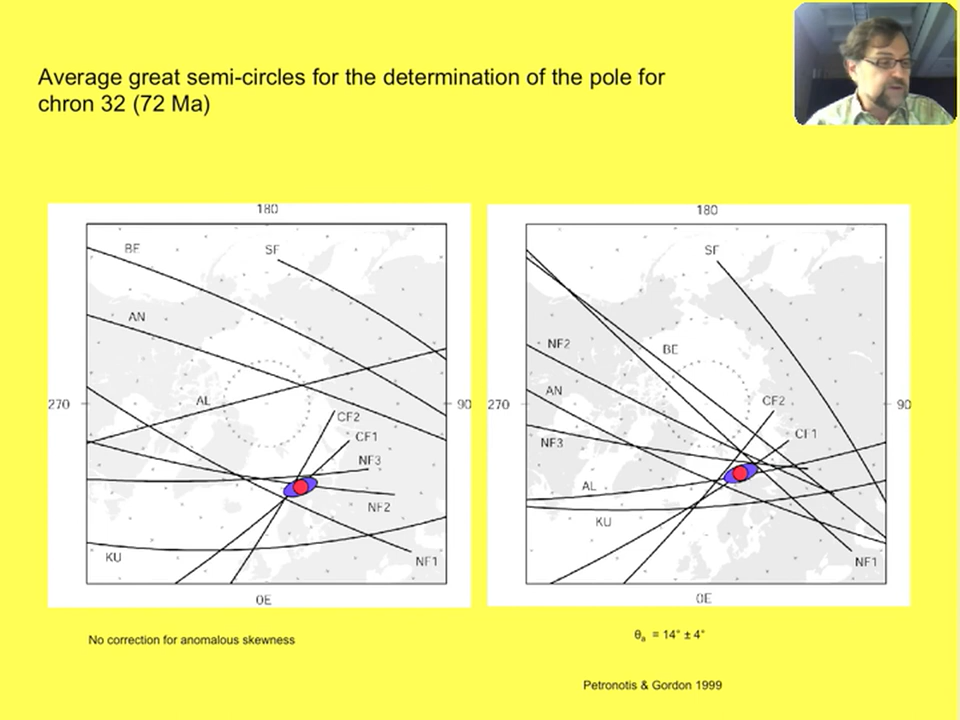 Average great semi-circles for the determination of the pole for
chron 32 (72 Ma)
180
BE
SF
AN
270
AL
90
CF2
CF1
NF3
NF2
KU
NF1
0E
180
SF
NF2
BE
AN
270
90
CF2
CF1
NF3
AL
KU
NF1
0E
No correction for anomalous skewness
θa = 14° ± 4°
Petronotis & Gordon 1999